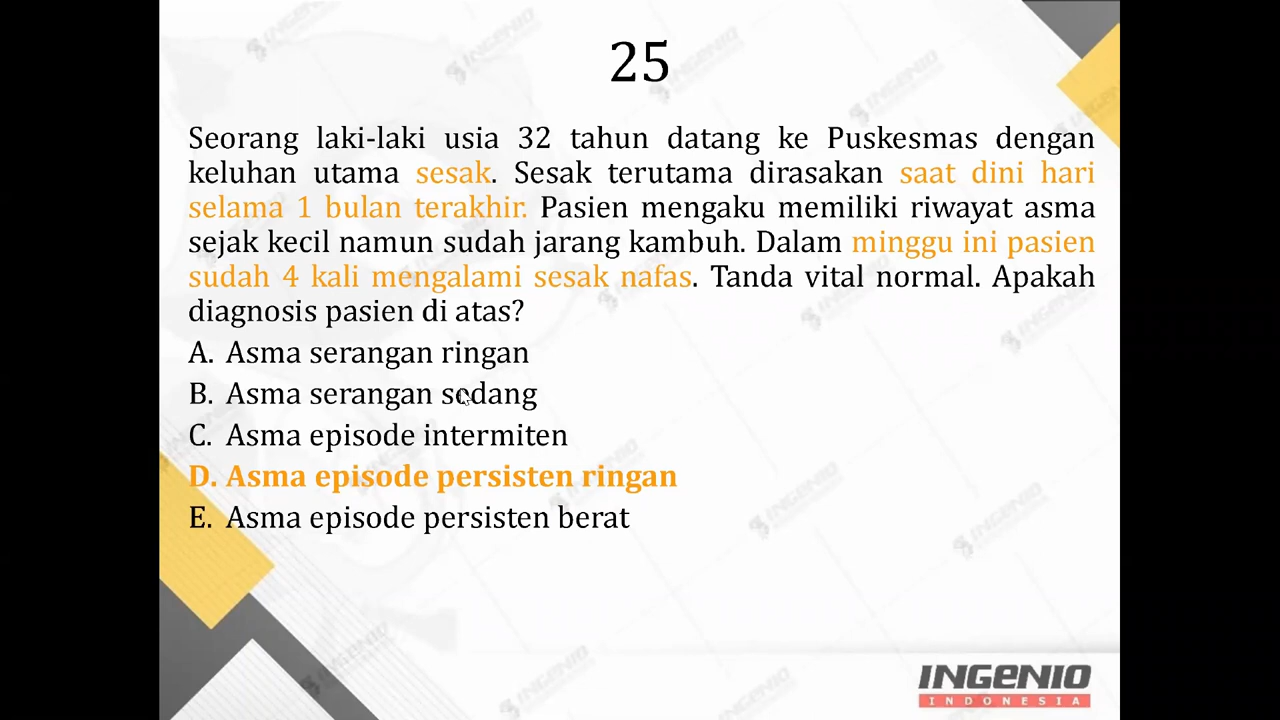 25
Seorang laki-laki usia 32 tahun datang ke Puskesmas dengan
keluhan utama sesak. Sesak terutama dirasakan saat dini hari
selama 1 bulan terakhir. Pasien mengaku memiliki riwayat asma
sejak kecil namun sudah jarang kambuh. Dalam minggu ini pasien
sudah 4 kali mengalami sesak nafas. Tanda vital normal. Apakah
diagnosis pasien di atas?
A. Asma serangan ringan
B. Asma serangan sedang
C. Asma episode intermiten
D. Asma episode persisten ringan
E. Asma episode persisten berat
INGENIO
INDONESIA